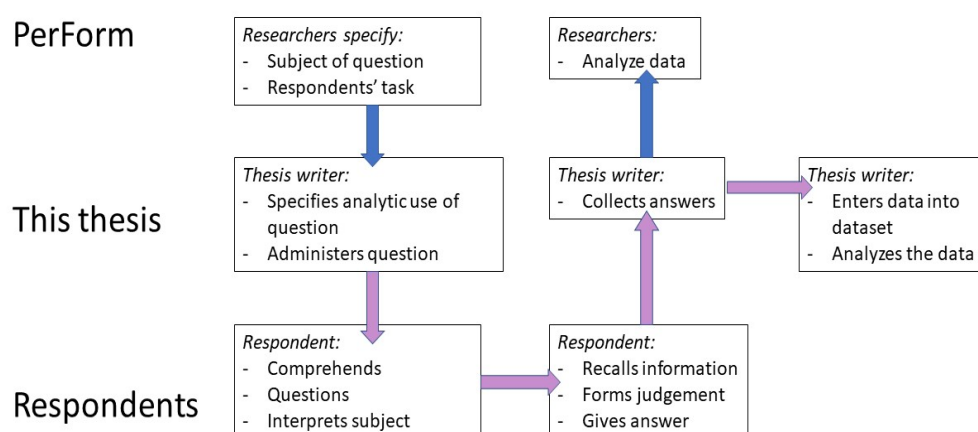 PerForm
Researchers specify:
- Subject of question
- Respondents’ task
Researchers:
- Analyze data
This thesis
Thesis writer:
- Specifies analytic use of
question
- Administers question
Thesis writer:
- Collects answers
Thesis writer:
- Enters data into
dataset
- Analyzes the data
Respondents
Respondent:
- Comprehends
- Questions
- Interprets subject
Respondent:
- Recalls information
- Forms judgement
- Gives answer